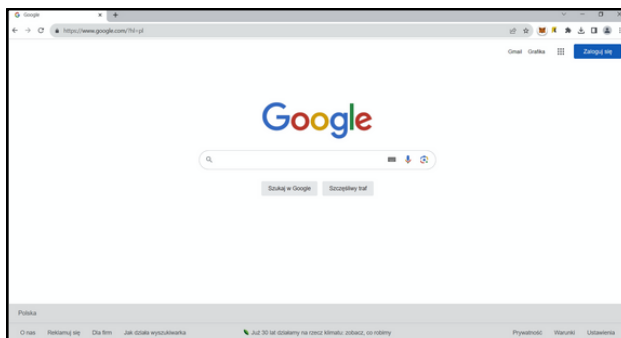 Google
https://www.google.com/?hl=pl
Gmail Grafika Zaloguj się
Google
Szukaj w Google Szczęśliwy traf
Polska
O nas Reklamuj się Dla firm Jak działa wyszukiwarka Już 30 lat działamy na rzecz klimatu: zobacz, co robimy Prywatność Warunki Ustawienia